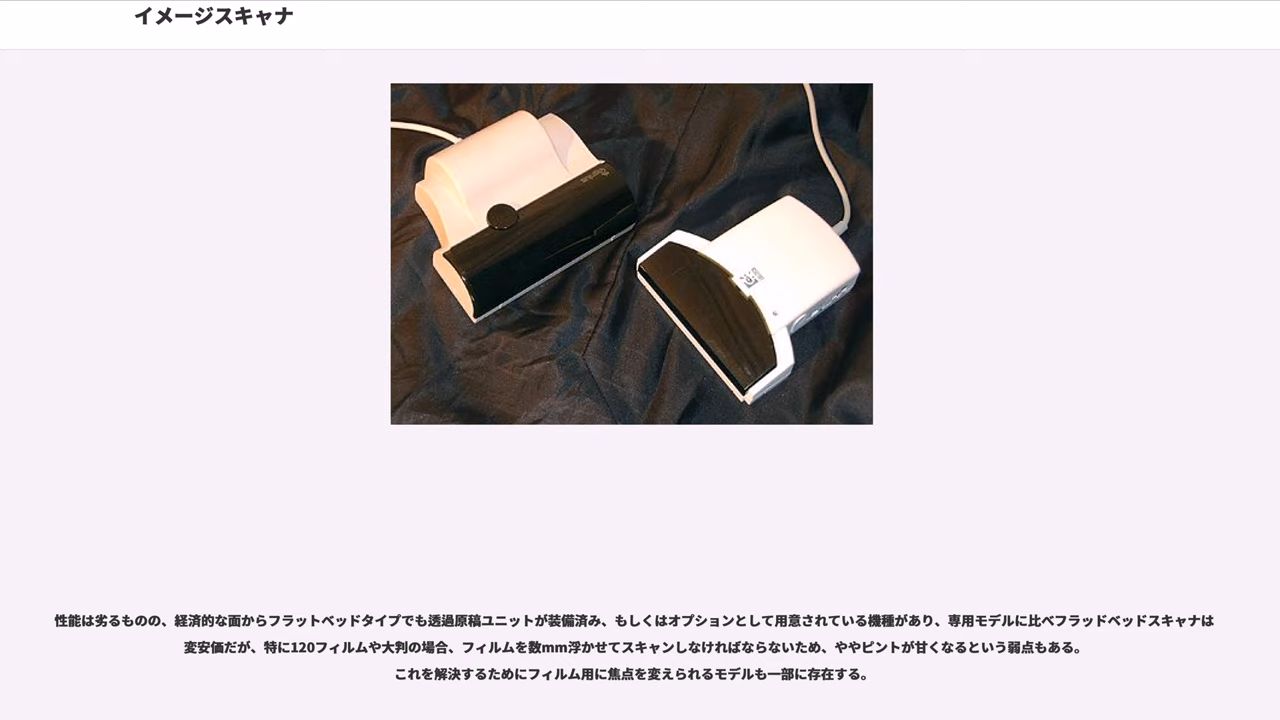 イメージスキャナ
性能は劣るものの、経済的な面からフラットベッドタイプでも透過原稿ユニットが装備済み、もしくはオプションとして用意されている機種があり、専用モデルに比べフラッドベッドスキャナは
変安価だが、特に120フィルムや大判の場合、フィルムを数mm浮かせてスキャンしなければならないため、ややピントが甘くなるという弱点もある。
これを解決するためにフィルム用に焦点を変えられるモデルも一部に存在する。